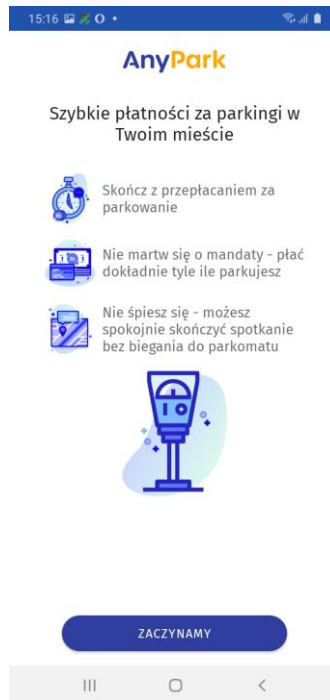 15:16
AnyPark
Szybkie płatności za parkingi w
Twoim mieście
Skończ z przepłacaniem za
parkowanie
Nie martw się o mandaty - płać
dokładnie tyle ile parkujesz
Nie śpiesz się - możesz
spokojnie skończyć spotkanie
bez biegania do parkomatu
ZACZYNAMY